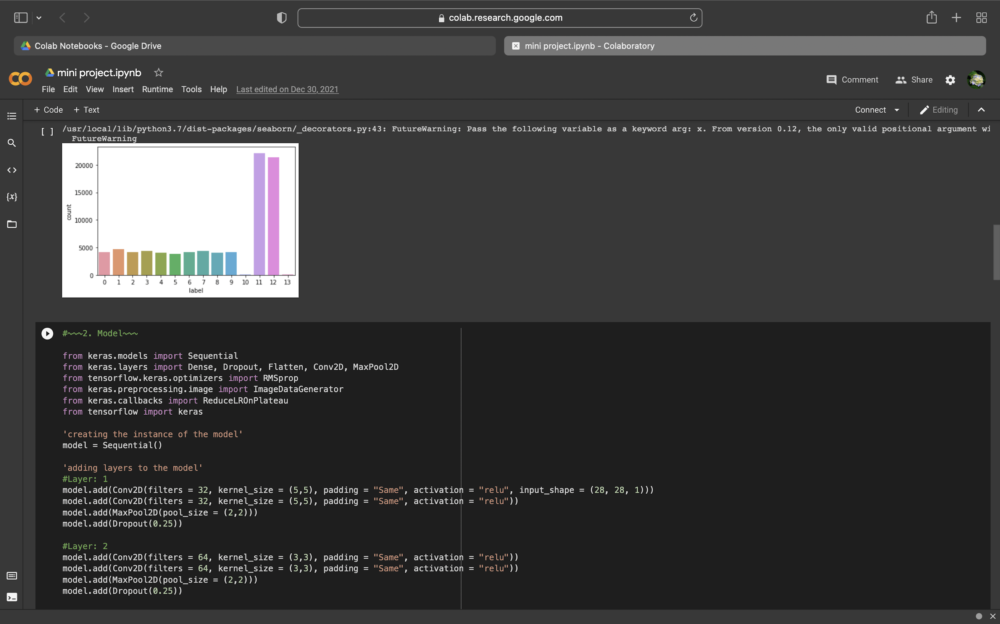 colab.research.google.com
Colab Notebooks - Google Drive
mini project.ipynb - Colaboratory
mini project.ipynb
Comment
Share
File Edit View Insert Runtime Tools Help Last edited on Dec 30, 2021
+ Code + Text
Connect
Editing
[ ] /usr/local/lib/python3.7/dist-packages/seaborn/_decorators.py:43: FutureWarning: Pass the following variable as a keyword arg: x. From version 0.12, the only valid positional argument wi
FutureWarning
20000
15000
10000
5000
0
count
0 1 2 3 4 5 6 7 8 9 10 11 12 13
label
#~~~2. Model~~~
from keras.models import Sequential
from keras.layers import Dense, Dropout, Flatten, Conv2D, MaxPool2D
from tensorflow.keras.optimizers import RMSprop
from keras.preprocessing.image import ImageDataGenerator
from keras.callbacks import ReduceLROnPlateau
from tensorflow import keras
'creating the instance of the model'
model = Sequential()
'adding layers to the model'
#Layer: 1
model.add(Conv2D(filters = 32, kernel_size = (5,5), padding = "Same", activation = "relu", input_shape = (28, 28, 1)))
model.add(Conv2D(filters = 32, kernel_size = (5,5), padding = "Same", activation = "relu"))
model.add(MaxPool2D(pool_size = (2,2)))
model.add(Dropout(0.25))
#Layer: 2
model.add(Conv2D(filters = 64, kernel_size = (3,3), padding = "Same", activation = "relu"))
model.add(Conv2D(filters = 64, kernel_size = (3,3), padding = "Same", activation = "relu"))
model.add(MaxPool2D(pool_size = (2,2)))
model.add(Dropout(0.25))